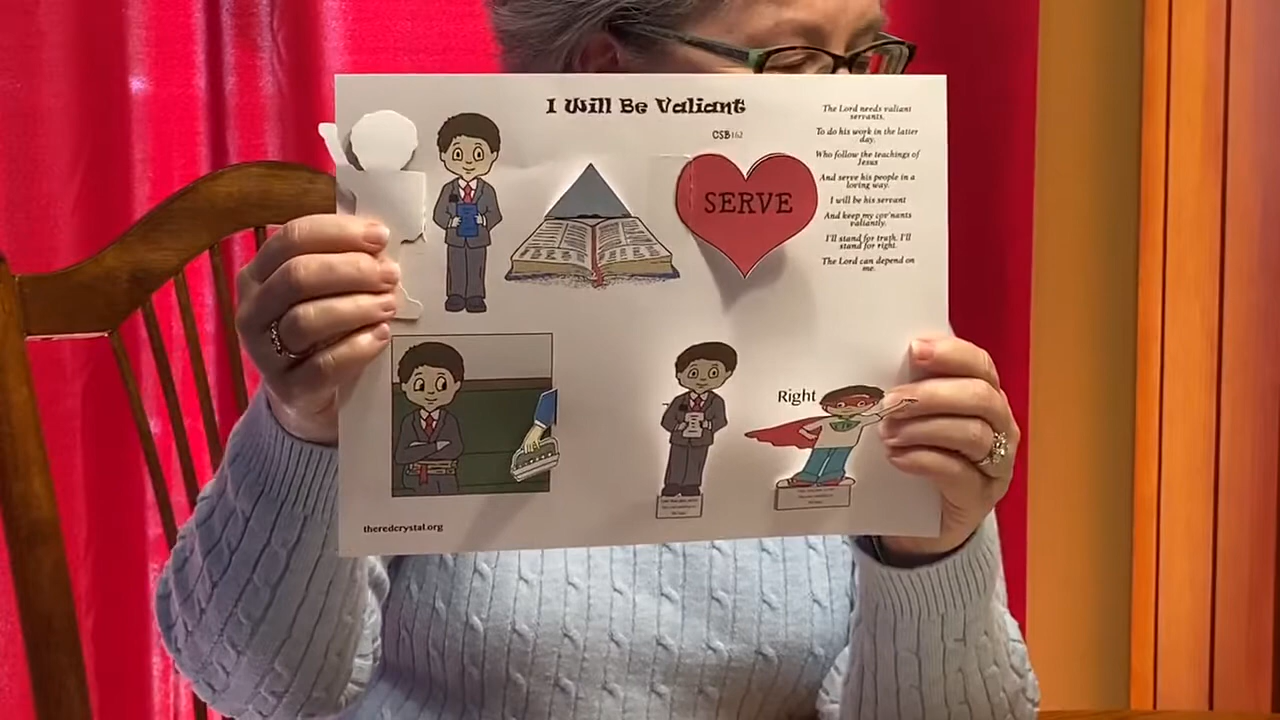 I Will Be Valiant
CSB 162
The Lord needs valiant
servants.
To do his work in the latter
day.
Who follow the teachings of
Jesus
And serve his people in a
loving way.
I will be his servant
And keep my cov'nants
valiantly.
I'll stand for truth. I'll
stand for right.
The Lord can depend on
me.
SERVE
Right
theredcrystal.org